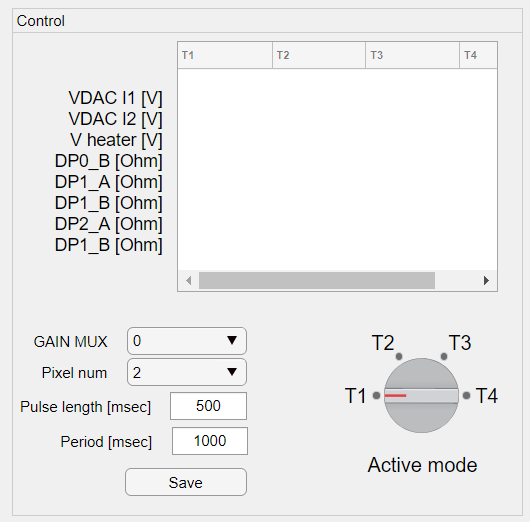 Control
T1 T2 T3 T4
VDAC I1 [V]
VDAC I2 [V]
V heater [V]
DP0_B [Ohm]
DP1_A [Ohm]
DP1_B [Ohm]
DP2_A [Ohm]
DP1_B [Ohm]
GAIN MUX 0
Pixel num 2
Pulse length [msec] 500
Period [msec] 1000
Save
T2 T3
T1 T4
Active mode